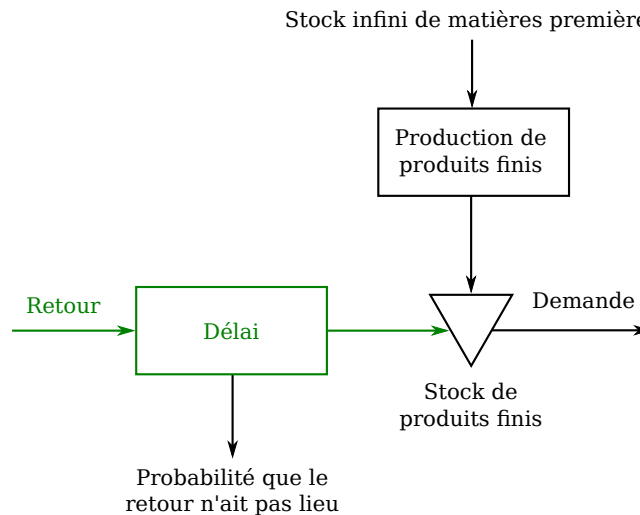 Stock infini de matières première
Production de
produits finis
Retour
Délai
Demande
Stock de
produits finis
Probabilité que le
retour n'ait pas lieu